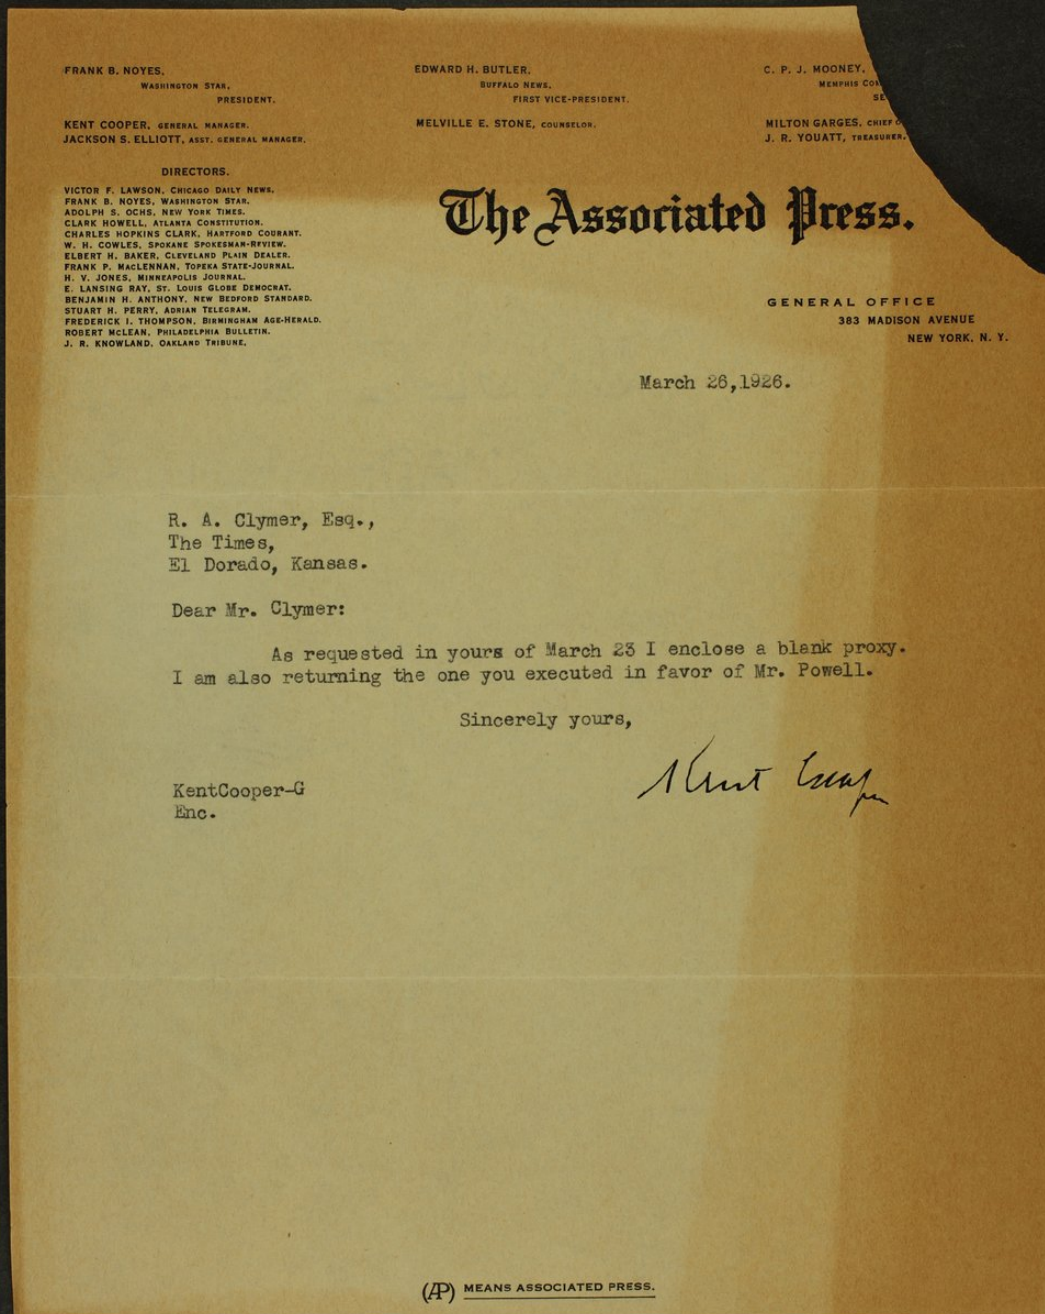 FRANK B. NOYES,
WASHINGTON STAR,
PRESIDENT.
KENT COOPER, GENERAL MANAGER.
JACKSON S. ELLIOTT, ASST. GENERAL MANAGER.
EDWARD H. BUTLER,
BUFFALO NEWS,
FIRST VICE-PRESIDENT.
MELVILLE E. STONE, COUNSELOR.
C. P. J. MOONEY,
MEMPHIS
MILTON GARGES, CHIEF
J. R. YOUATT, TREASURER.
DIRECTORS.
VICTOR F. LAWSON, CHICAGO DAILY NEWS.
FRANK B. NOYES, WASHINGTON STAR.
ADOLPH S. OCHS, NEW YORK TIMES.
CLARK HOWELL, ATLANTA CONSTITUTION.
CHARLES HOPKINS CLARK, HARTFORD COURANT.
W. H. COWLES, SPOKANE SPOKESMAN-REVIEW.
ELBERT H. BAKER, CLEVELAND PLAIN DEALER.
FRANK P. MACLENNAN, TOPEKA STATE-JOURNAL.
H. V. JONES, MINNEAPOLIS JOURNAL.
E. LANSING RAY, ST. LOUIS GLOBE DEMOCRAT.
BENJAMIN H. ANTHONY, NEW BEDFORD STANDARD.
STUART H. PERRY, ADRIAN TELEGRAM.
FREDERICK I. THOMPSON, BIRMINGHAM AGE-HERALD.
ROBERT MCLEAN, PHILADELPHIA BULLETIN.
J. R. KNOWLAND, OAKLAND TRIBUNE.
The Associated Press.
GENERAL OFFICE
383 MADISON AVENUE
NEW YORK, N. Y.
March 26,1926.
R. A. Clymer, Esq.,
The Times,
El Dorado, Kansas.
Dear Mr. Clymer:
As requested in yours of March 23 I enclose a blank proxy.
I am also returning the one you executed in favor of Mr. Powell.
Sincerely yours,
Kent Cooper
KentCooper-G
Enc.
(AP) MEANS ASSOCIATED PRESS.